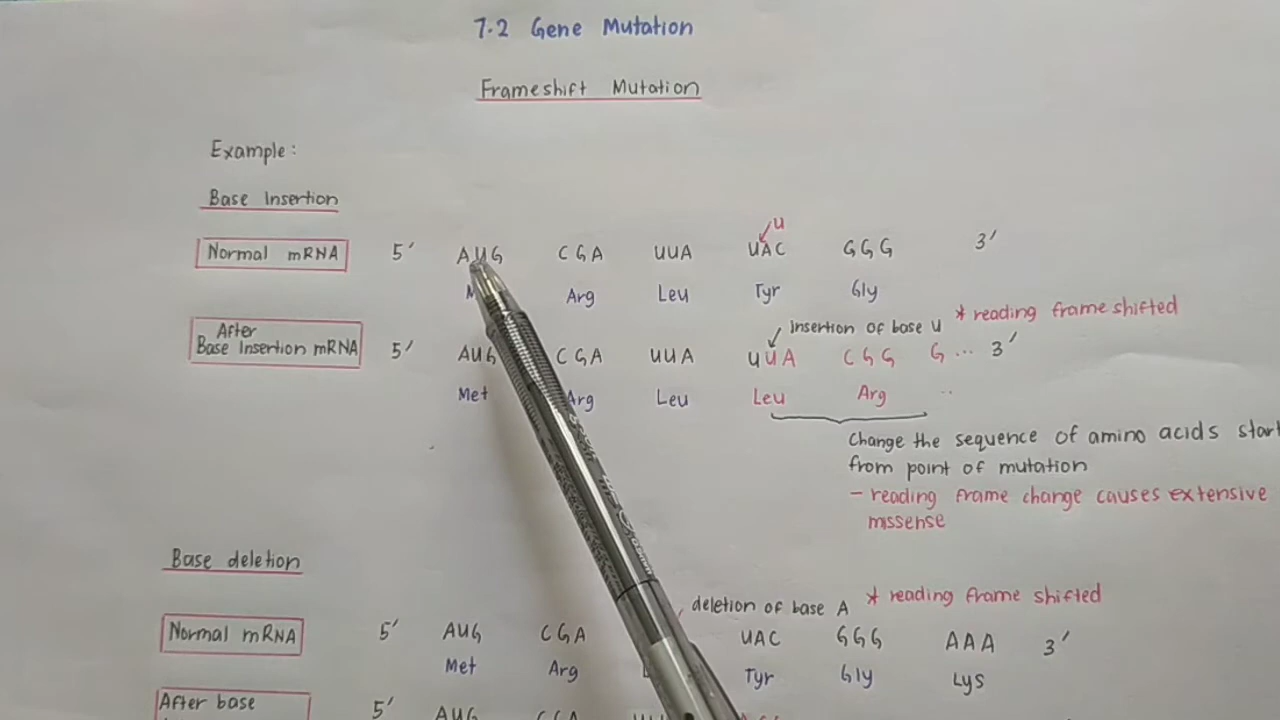 7.2 Gene Mutation
Frameshift Mutation
Example:
Base Insertion
u
Normal mRNA 5' AUG CGA UUA UAC GGG 3'
Arg Leu Tyr Gly
insertion of base U * reading frame shifted
After
Base Insertion mRNA 5' AUG CGA UUA UUA CGG G... 3'
Met Arg Leu Leu Arg ..
Change the sequence of amino acids start
from point of mutation
- reading frame change causes extensive
missense
Base deletion
deletion of base A * reading frame shifted
Normal mRNA 5' AUG CGA UAC GGG AAA 3'
Met Arg Tyr Gly Lys
After base 5' AUG CGA